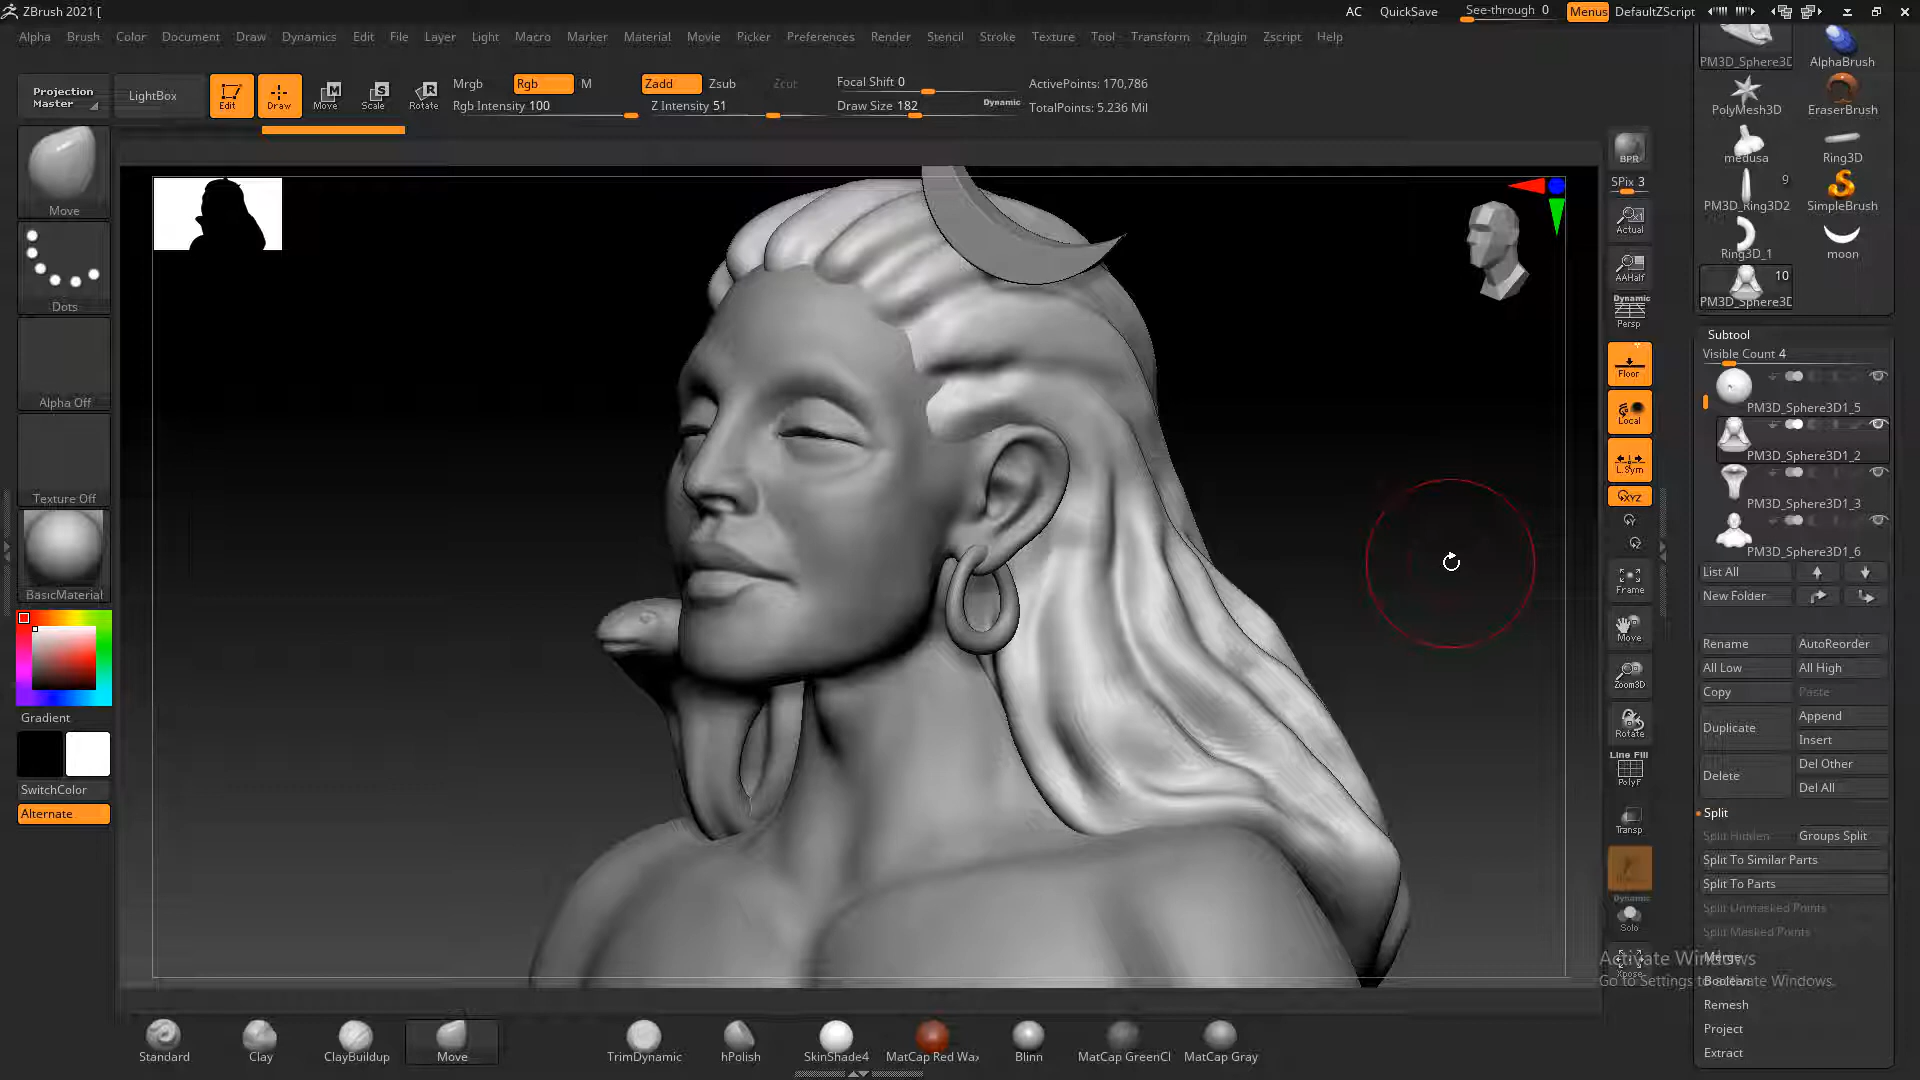 ZBrush 2021 [
AC
QuickSave
See-through 0
Menus
DefaultZScript
Alpha Brush Color Document Draw Dynamics Edit File Layer Light Macro Marker Material Movie Picker Preferences Render Stencil Stroke Texture Tool Transform Zplugin Zscript Help
Projection Master
LightBox
Edit
Draw
Move
Scale
Rotate
Mrgb
Rgb
M
Rgb Intensity 100
Zadd
Zsub
Zcut
Z Intensity 51
Focal Shift 0
Draw Size 182
Dynamic
ActivePoints: 170,786
TotalPoints: 5.236 Mil
Move
Dots
Alpha Off
Texture Off
BasicMaterial
Gradient
SwitchColor
Alternate
BPR
SPix 3
Actual
AAHalf
Dynamic
Persp
Floor
Local
L.Sym
XYZ
Frame
Move
Zoom3D
Rotate
Line Fill
PolyF
Transp
Dynamic
Solo
Xpose
PM3D_Sphere3D
AlphaBrush
PolyMesh3D
EraserBrush
medusa
Ring3D
9
PM3D_Ring3D2
SimpleBrush
Ring3D_1
moon
10
PM3D_Sphere3D
Subtool
Visible Count 4
PM3D_Sphere3D1_5
PM3D_Sphere3D1_2
PM3D_Sphere3D1_3
PM3D_Sphere3D1_6
List All
New Folder
Rename
AutoReorder
All Low
All High
Copy
Paste
Duplicate
Append
Insert
Delete
Del Other
Del All
Split
Split Hidden
Groups Split
Split To Similar Parts
Split To Parts
Split Unmasked Points
Split Masked Points
Merge
Boolean
Remesh
Project
Extract
Activate Windows
Go to Settings to activate Windows.
Standard
Clay
ClayBuildup
Move
TrimDynamic
hPolish
SkinShade4
MatCap Red Wax
Blinn
MatCap GreenCl
MatCap Gray